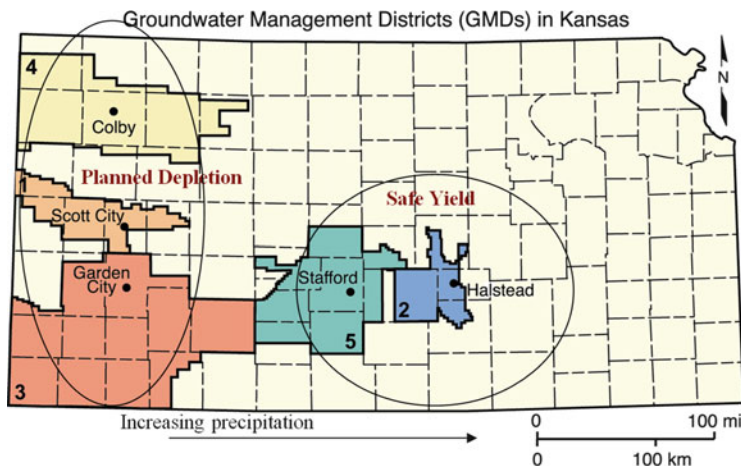 Groundwater Management Districts (GMDs) in Kansas
4
N
Colby
Planned Depletion
1
Safe Yield
Scott City
Garden
City
Stafford
2
Halstead
5
3
Increasing precipitation
0
100 mi
0
100 km